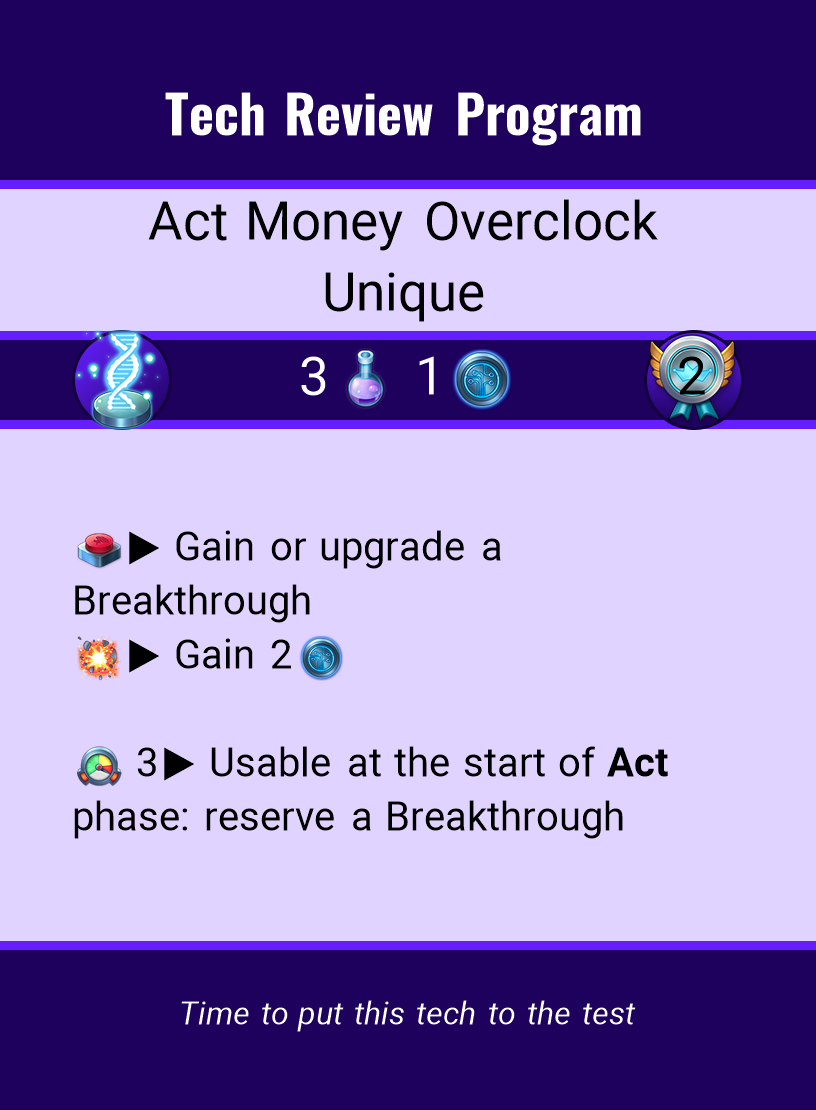 Tech Review Program
Act Money Overclock
Unique
3 1 2
▶ Gain or upgrade a
Breakthrough
▶ Gain 2
3▶ Usable at the start of Act
phase: reserve a Breakthrough
Time to put this tech to the test